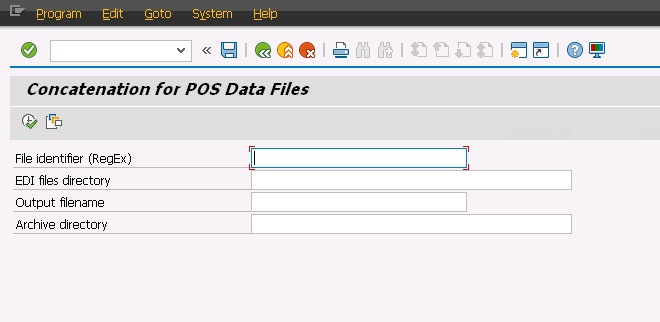 Program Edit Goto System Help
Concatenation for POS Data Files
File identifier (RegEx)
EDI files directory
Output filename
Archive directory